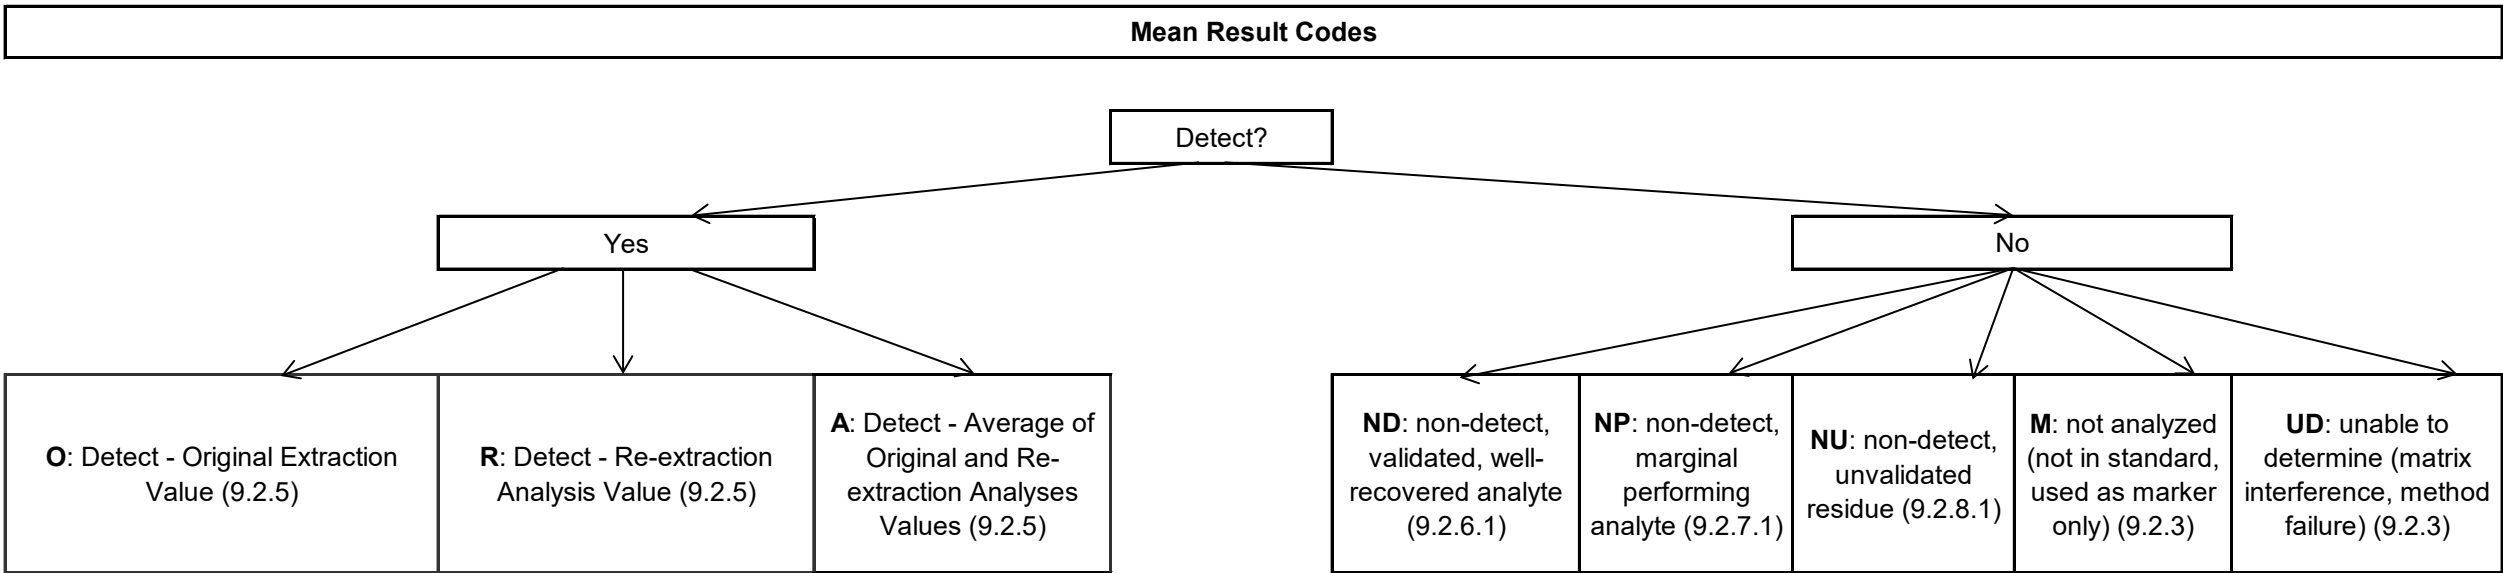 Mean Result Codes
Detect?
Yes
No
O: Detect - Original Extraction
Value (9.2.5)
R: Detect - Re-extraction
Analysis Value (9.2.5)
A: Detect - Average of
Original and Re-
extraction Analyses
Values (9.2.5)
ND: non-detect,
validated, well-
recovered analyte
(9.2.6.1)
NP: non-detect,
marginal
performing
analyte (9.2.7.1)
NU: non-detect,
unvalidated
residue (9.2.8.1)
M: not analyzed
(not in standard,
used as marker
only) (9.2.3)
UD: unable to
determine (matrix
interference, method
failure) (9.2.3)